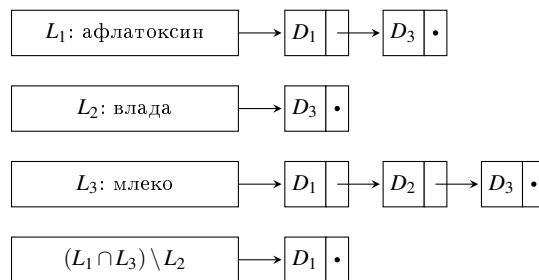 L₁: афлатоксин D₁ D₃ •
L₂: влада D₃ •
L₃: млеко D₁ D₂ D₃ •
(L₁ ∩ L₃) \ L₂ D₁ •